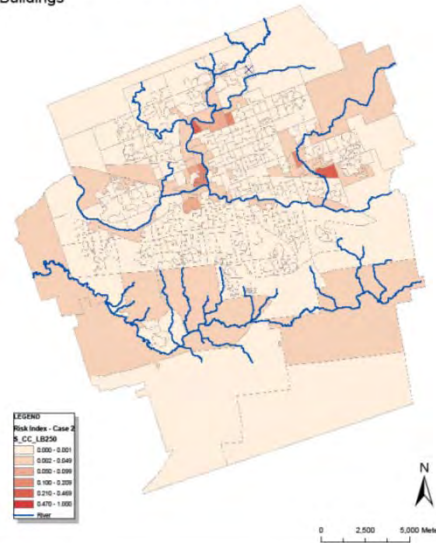 Buildings
LEGEND
Risk Index - Case 2
S_CC_LB250
0.000 - 0.001
0.002 - 0.049
0.050 - 0.099
0.100 - 0.209
0.210 - 0.469
0.470 - 1.000
River
N
0 2,500 5,000 Mete